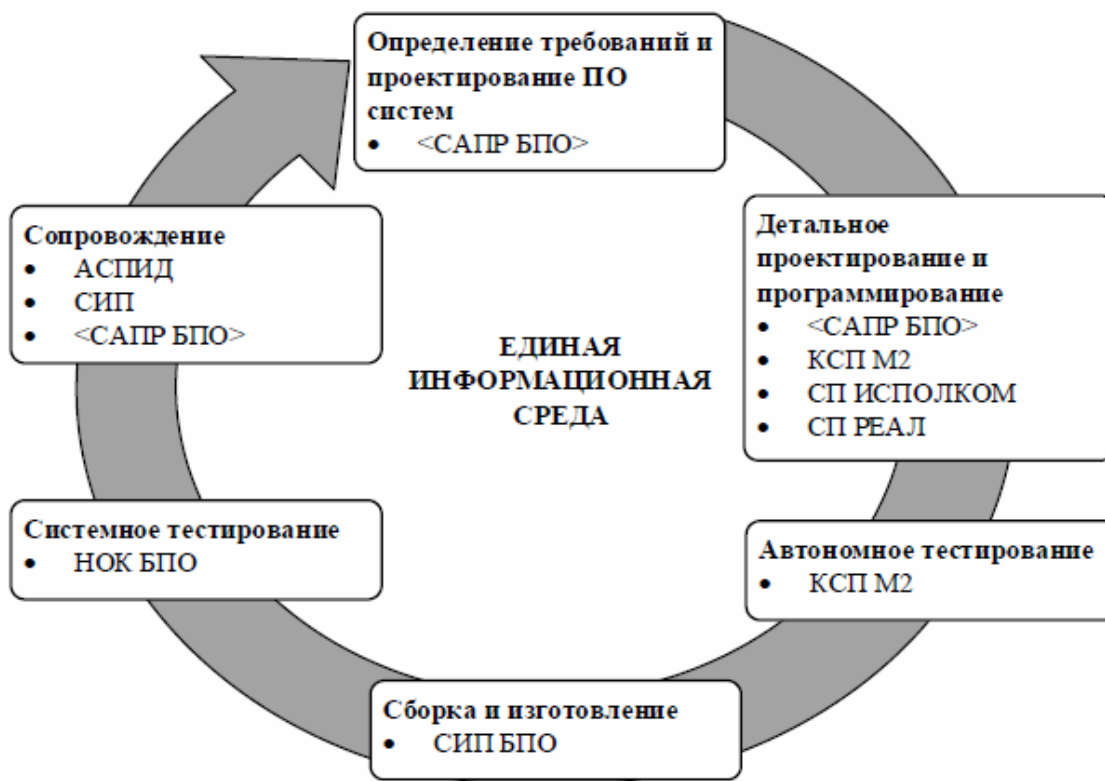 Определение требований и
проектирование ПО
систем
• <САПР БПО>
Детальное
проектирование и
программирование
• <САПР БПО>
• КСП М2
• СП ИСПОЛКОМ
• СП РЕАЛ
Автономное тестирование
• КСП М2
Сборка и изготовление
• СИП БПО
Системное тестирование
• НОК БПО
Сопровождение
• АСПИД
• СИП
• <САПР БПО>
ЕДИНАЯ
ИНФОРМАЦИОННАЯ
СРЕДА